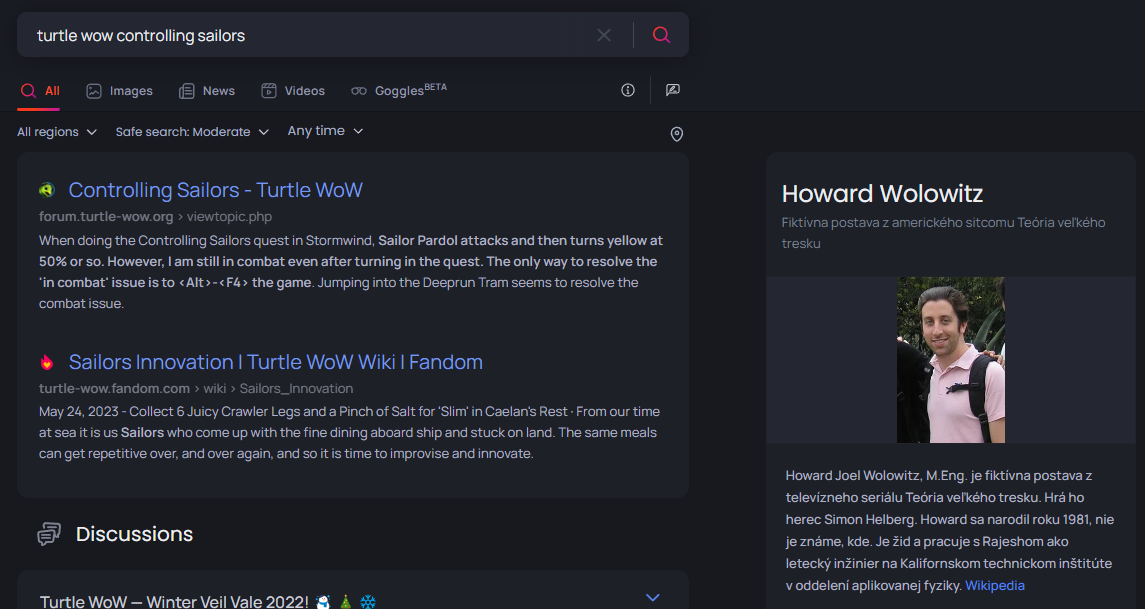 turtle wow controlling sailors
All
Images
News
Videos
Goggles BETA
All regions
Safe search: Moderate
Any time
Controlling Sailors - Turtle WoW
forum.turtle-wow.org › viewtopic.php
When doing the Controlling Sailors quest in Stormwind, Sailor Pardol attacks and then turns yellow at
50% or so. However, I am still in combat even after turning in the quest. The only way to resolve the
'in combat' issue is to <Alt>-<F4> the game. Jumping into the Deeprun Tram seems to resolve the
combat issue.
Sailors Innovation | Turtle WoW Wiki | Fandom
turtle-wow.fandom.com › wiki › Sailors_Innovation
May 24, 2023 - Collect 6 Juicy Crawler Legs and a Pinch of Salt for 'Slim' in Caelan's Rest · From our time
at sea it is us Sailors who come up with the fine dining aboard ship and stuck on land. The same meals
can get repetitive over, and over again, and so it is time to improvise and innovate.
Discussions
Turtle WoW — Winter Veil Vale 2022! ☃️🎄❄️
Howard Wolowitz
Fiktívna postava z amerického sitcomu Teória veľkého
tresku
Howard Joel Wolowitz, M.Eng. je fiktívna postava z
televízneho seriálu Teória veľkého tresku. Hrá ho
herec Simon Helberg. Howard sa narodil roku 1981, nie
je známe, kde. Je žid a pracuje s Rajeshom ako
letecký inžinier na Kalifornskom technickom inštitúte
v oddelení aplikovanej fyziky. Wikipedia